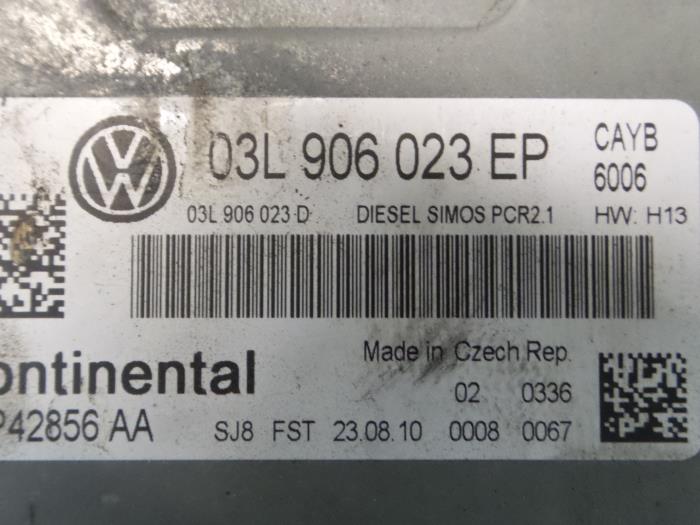 VW
03L 906 023 EP
CAYB
6006
03L 906 023 D DIESEL SIMOS PCR2.1 HW: H13
ontinental
Made in Czech Rep.
02 0336
P42856 AA
SJ8 FST 23.08.10 0008 0067